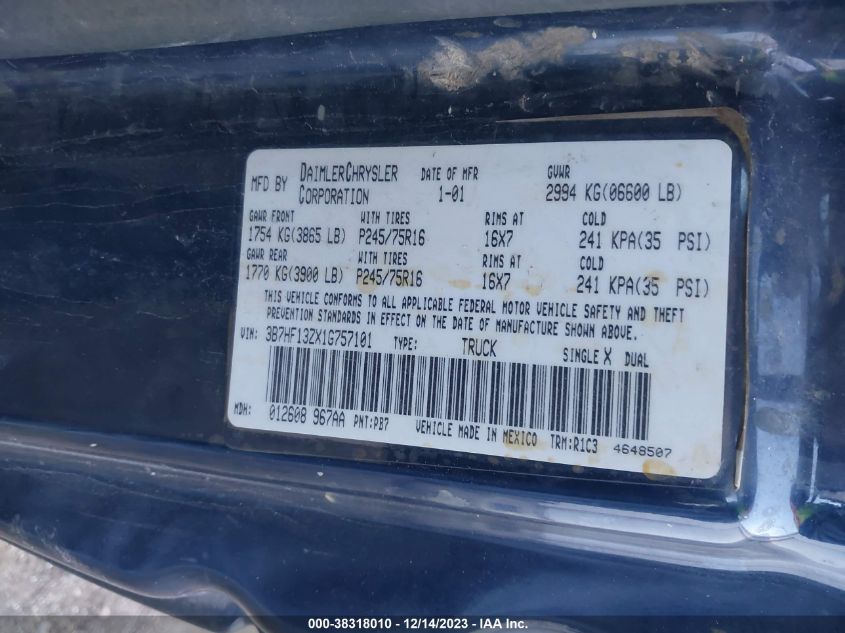 MFD BY DAIMLERCHRYSLER CORPORATION DATE OF MFR 1-01 GVWR 2994 KG(06600 LB)
GAWR FRONT WITH TIRES RIMS AT COLD
1754 KG(3865 LB) P245/75R16 16X7 241 KPA(35 PSI)
GAWR REAR WITH TIRES RIMS AT COLD
1770 KG(3900 LB) P245/75R16 16X7 241 KPA(35 PSI)
THIS VEHICLE CONFORMS TO ALL APPLICABLE FEDERAL MOTOR VEHICLE SAFETY AND THEFT
PREVENTION STANDARDS IN EFFECT ON THE DATE OF MANUFACTURE SHOWN ABOVE.
VIN: 3B7HF13ZX1G757101 TYPE: TRUCK SINGLE X DUAL
MDH: 012608 967AA PNT:PB7 VEHICLE MADE IN MEXICO TRM:R1C3 4648507
000-38318010 - 12/14/2023 - IAAI.com